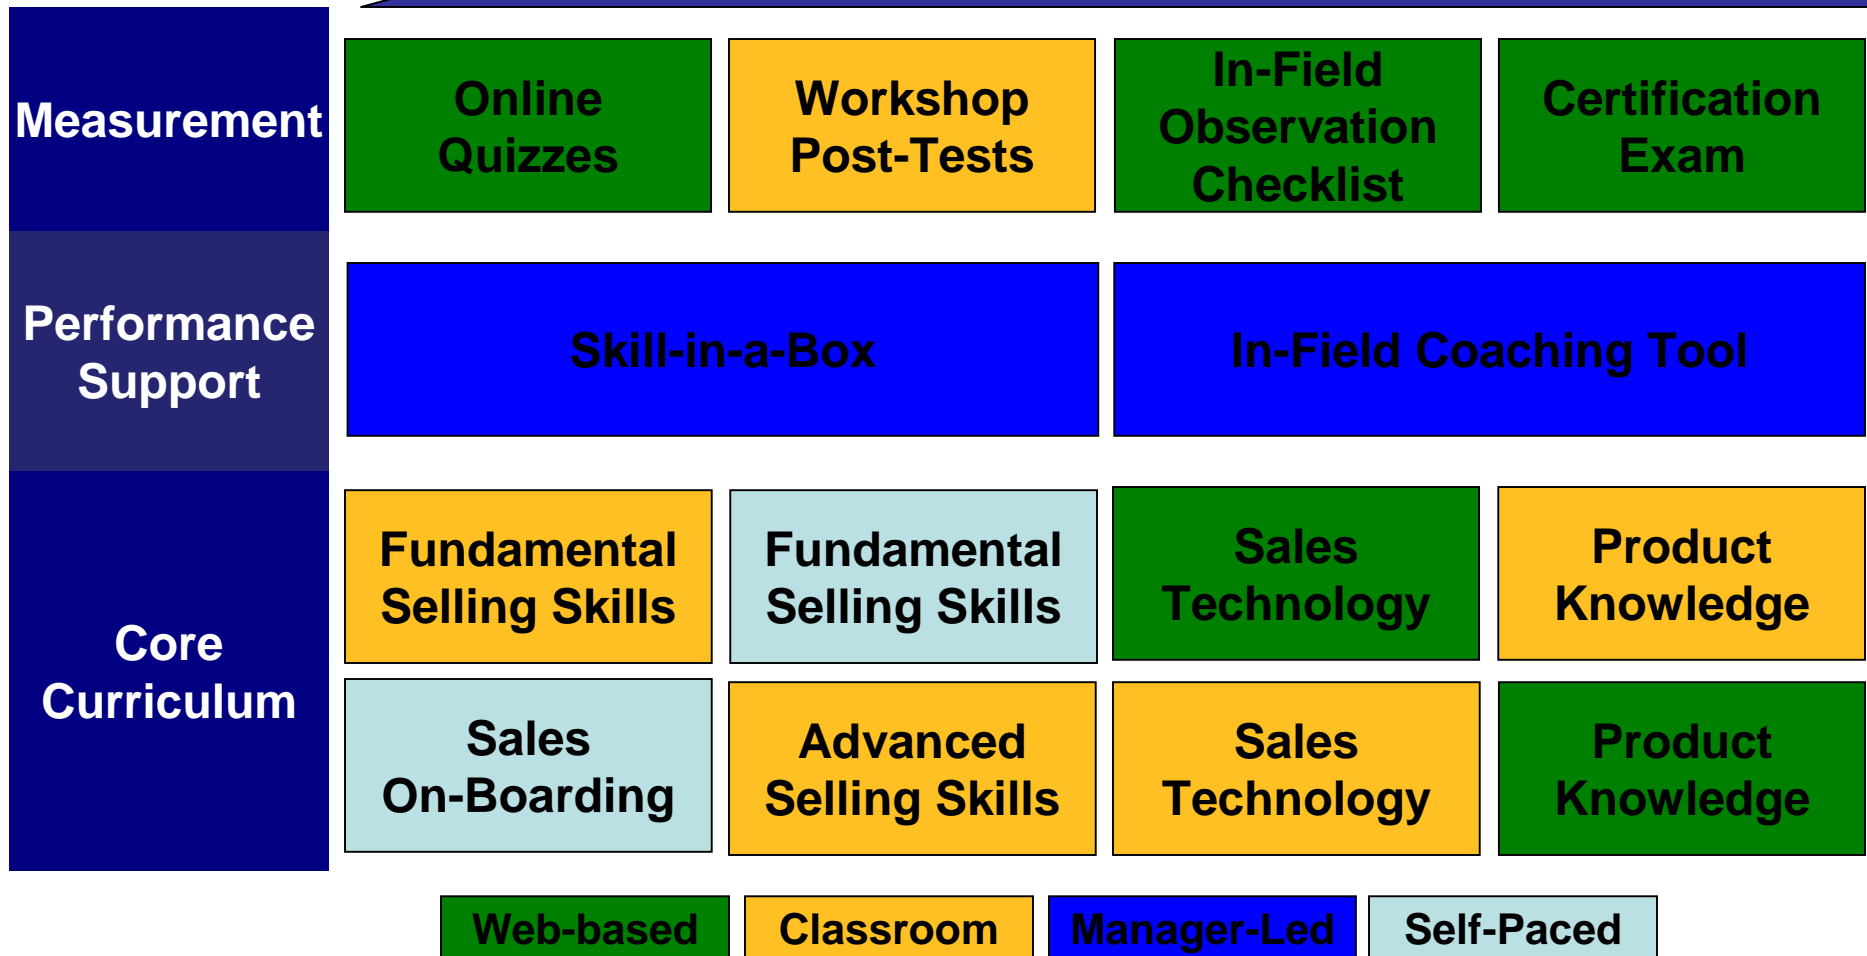 Measurement
Online
Quizzes
Workshop
Post-Tests
In-Field
Observation
Checklist
Certification
Exam
Performance
Support
Skill-in-a-Box
In-Field Coaching Tool
Core
Curriculum
Fundamental
Selling Skills
Fundamental
Selling Skills
Sales
Technology
Product
Knowledge
Sales
On-Boarding
Advanced
Selling Skills
Sales
Technology
Product
Knowledge
Web-based
Classroom
Manager-Led
Self-Paced